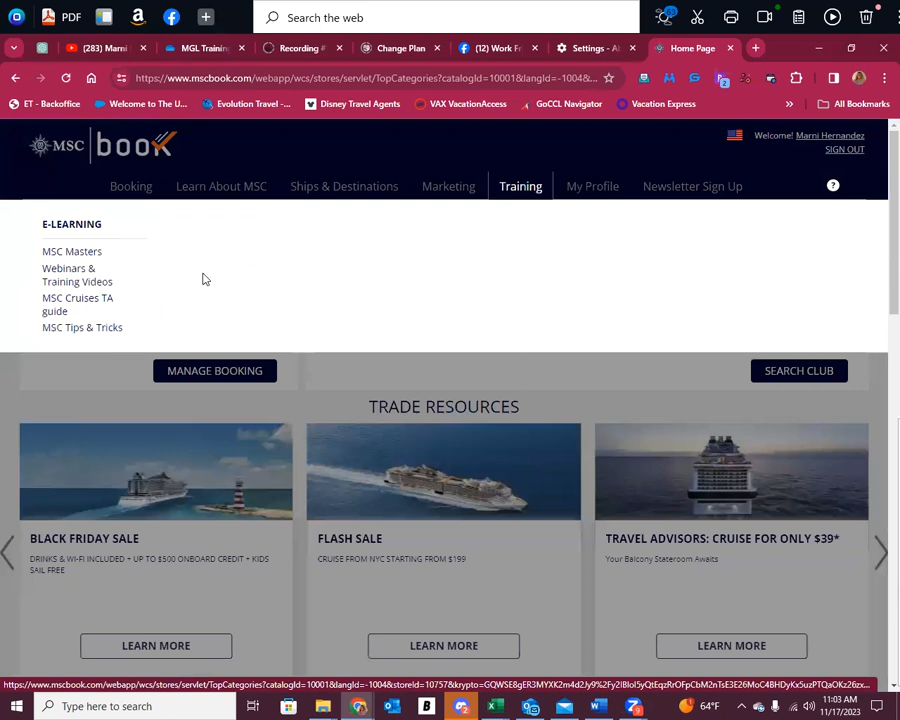 PDF
Search the web
(283) Marni
MGL Training
Recording #
Change Plan
(12) Work Fr
Settings - Al
Home Page
https://www.mscbook.com/webapp/wcs/stores/servlet/TopCategories?catalogId=10001&langId=-1004&...
ET - Backoffice
Welcome to The U...
Evolution Travel -...
Disney Travel Agents
VAX VacationAccess
GoCCL Navigator
Vacation Express
»
All Bookmarks
MSC book
Welcome! Marni Hernandez
SIGN OUT
Booking
Learn About MSC
Ships & Destinations
Marketing
Training
My Profile
Newsletter Sign Up
?
E-LEARNING
MSC Masters
Webinars &
Training Videos
MSC Cruises TA
guide
MSC Tips & Tricks
MANAGE BOOKING
SEARCH CLUB
TRADE RESOURCES
BLACK FRIDAY SALE
DRINKS & WI-FI INCLUDED + UP TO $500 ONBOARD CREDIT + KIDS
SAIL FREE
LEARN MORE
FLASH SALE
CRUISE FROM NYC STARTING FROM $199
LEARN MORE
TRAVEL ADVISORS: CRUISE FOR ONLY $39*
Your Balcony Stateroom Awaits
LEARN MORE
Type here to search
64°F
11:03 AM
11/17/2023